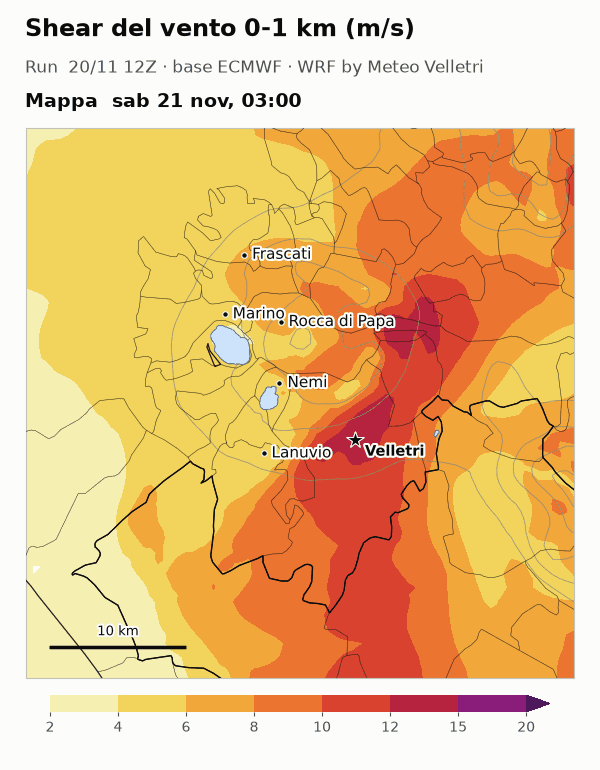 Shear del vento 0-1 km (m/s)
Run 20/11 12Z · base ECMWF · WRF by Meteo Velletri
Mappa sab 21 nov, 03:00
Frascati
Marino
Rocca di Papa
Nemi
Velletri
Lanuvio
10 km
2 4 6 8 10 12 15 20